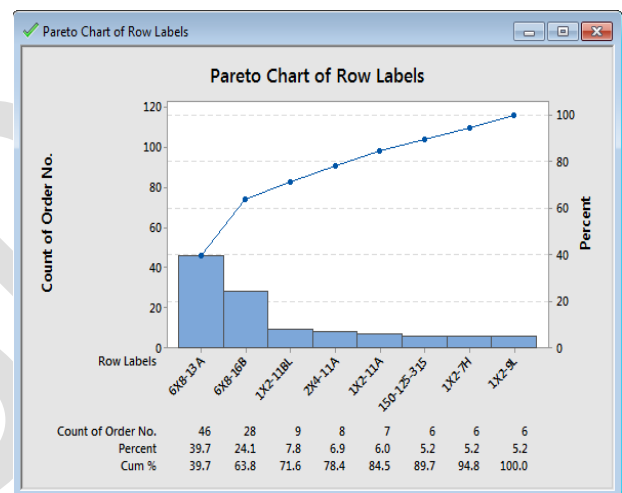 Pareto Chart of Row Labels
Pareto Chart of Row Labels
Count of Order No.
120
100
80
60
40
20
0
100
80
60
40
20
0
Percent
Row Labels 6X8-13A 6X8-16B 1X2-11BL 2X4-11A 1X2-11A 150-125-315 1X2-7H 1X2-9L
Count of Order No. 46 28 9 8 7 6 6 6
Percent 39.7 24.1 7.8 6.9 6.0 5.2 5.2 5.2
Cum % 39.7 63.8 71.6 78.4 84.5 89.7 94.8 100.0